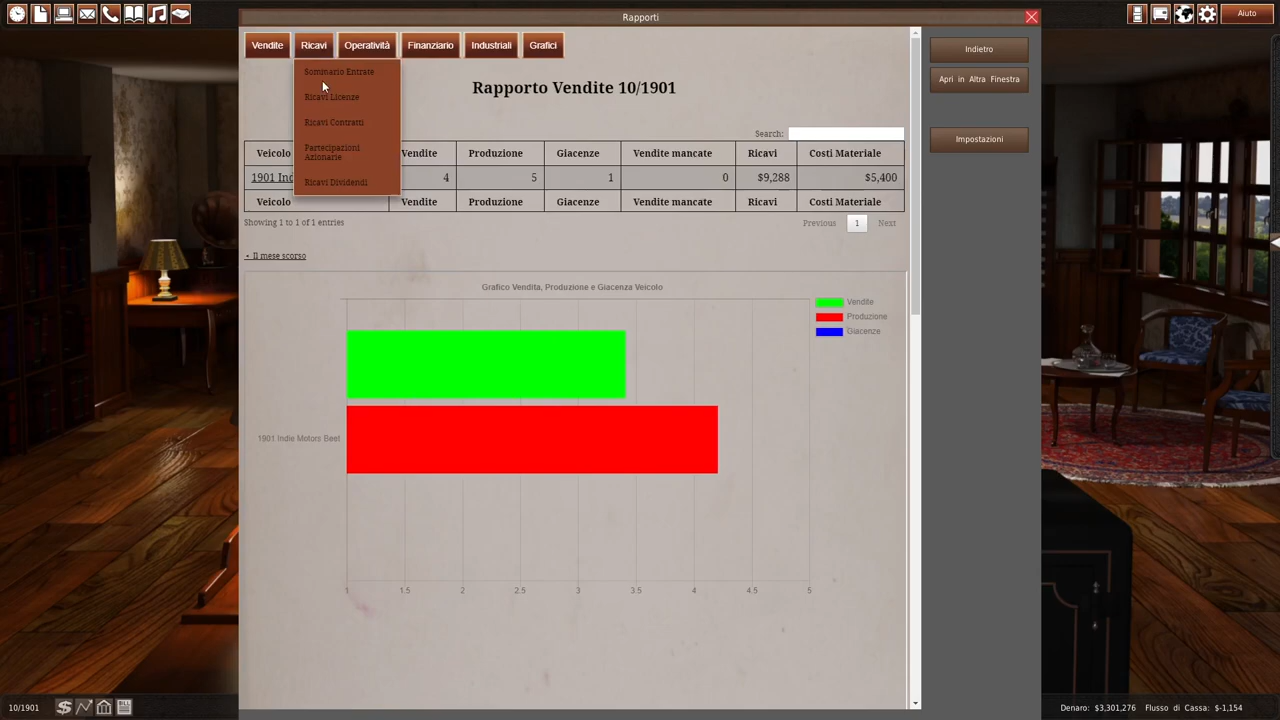 Rapporti
Aiuto
Vendite
Ricavi
Operatività
Finanziario
Industriali
Grafici
Indietro
Apri in Altra Finestra
Impostazioni
Sommario Entrate
Ricavi Licenze
Ricavi Contratti
Partecipazioni
Azionarie
Ricavi Dividendi
Rapporto Vendite 10/1901
Search:
Veicolo Vendite Produzione Giacenze Vendite mancate Ricavi Costi Materiale
1901 Ind 4 5 1 0 $9,288 $5,400
Veicolo Vendite Produzione Giacenze Vendite mancate Ricavi Costi Materiale
Showing 1 to 1 of 1 entries
Previous 1 Next
< Il mese scorso
Grafico Vendita, Produzione e Giacenza Veicolo
Vendite
Produzione
Giacenze
1901 Indie Motors Beet
1 1.5 2 2.5 3 3.5 4 4.5 5
10/1901
BILL
Denaro: $3,301,276 Flusso di Cassa: $-1,154